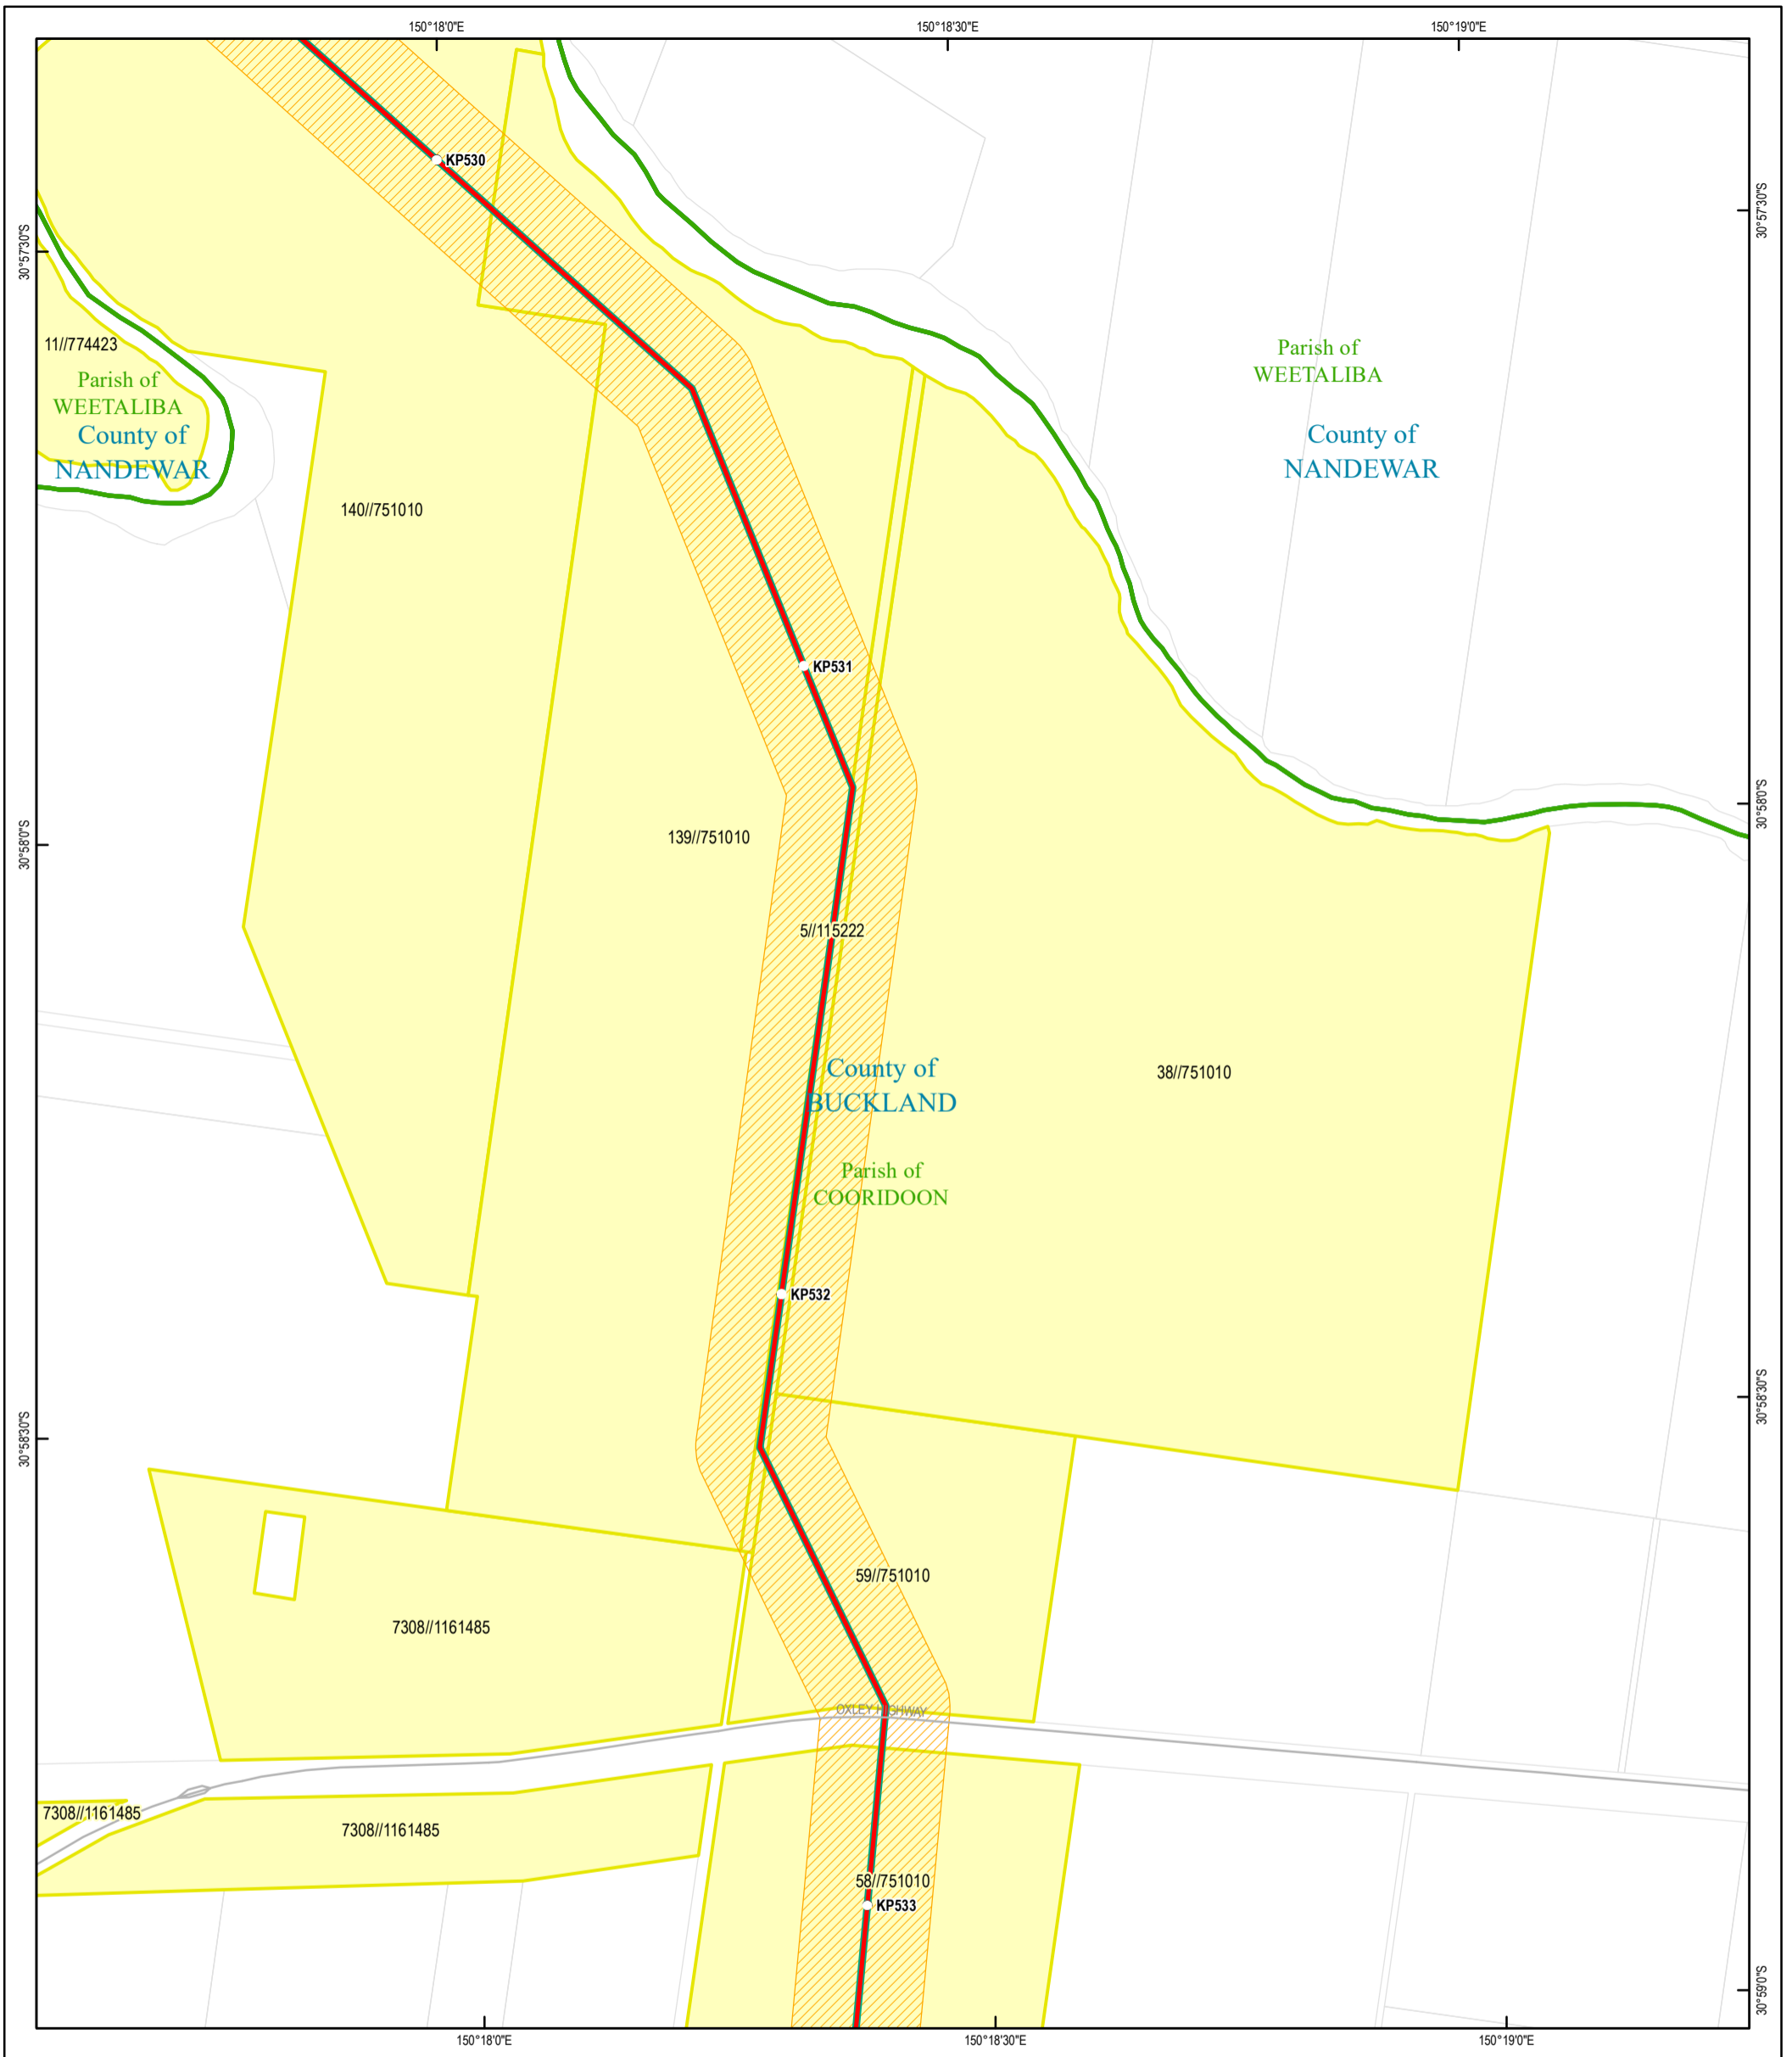 150°18'0"E
150°18'30"E
150°19'0"E
KP530
30°57'30"S
30°57'30"S
11//774423
Parish of
WEETALIBA
County of
NANDEWAR
Parish of
WEETALIBA
County of
NANDEWAR
140//751010
KP531
30°58'0"S
30°58'0"S
139//751010
5//115222
County of
BUCKLAND
38//751010
Parish of
COORIDOON
KP532
30°58'30"S
30°58'30"S
59//751010
7308//1161485
OXLEY HIGHWAY
7308//1161485
7308//1161485
58//751010
KP533
30°59'0"S
150°18'0"E
150°18'30"E
150°19'0"E